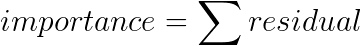 importance = ∑ residual